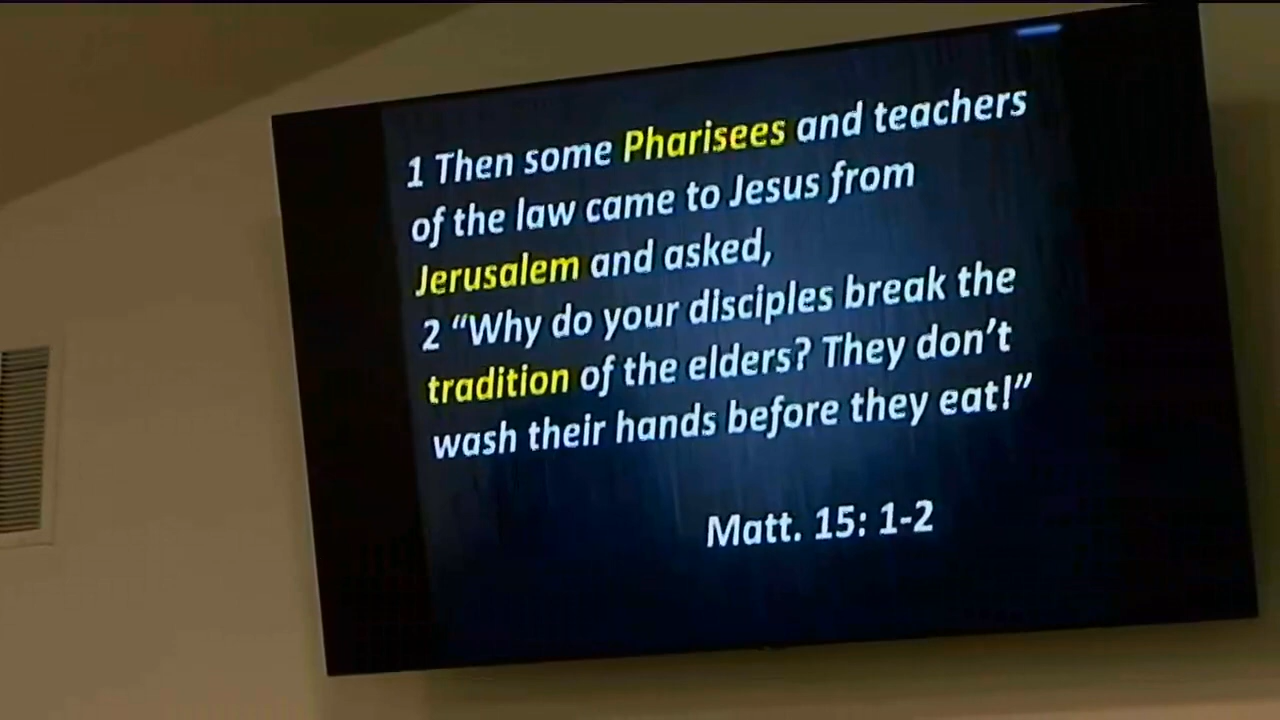 1 Then some Pharisees and teachers
of the law came to Jesus from
Jerusalem and asked,
2 “Why do your disciples break the
tradition of the elders? They don’t
wash their hands before they eat!”
Matt. 15: 1-2